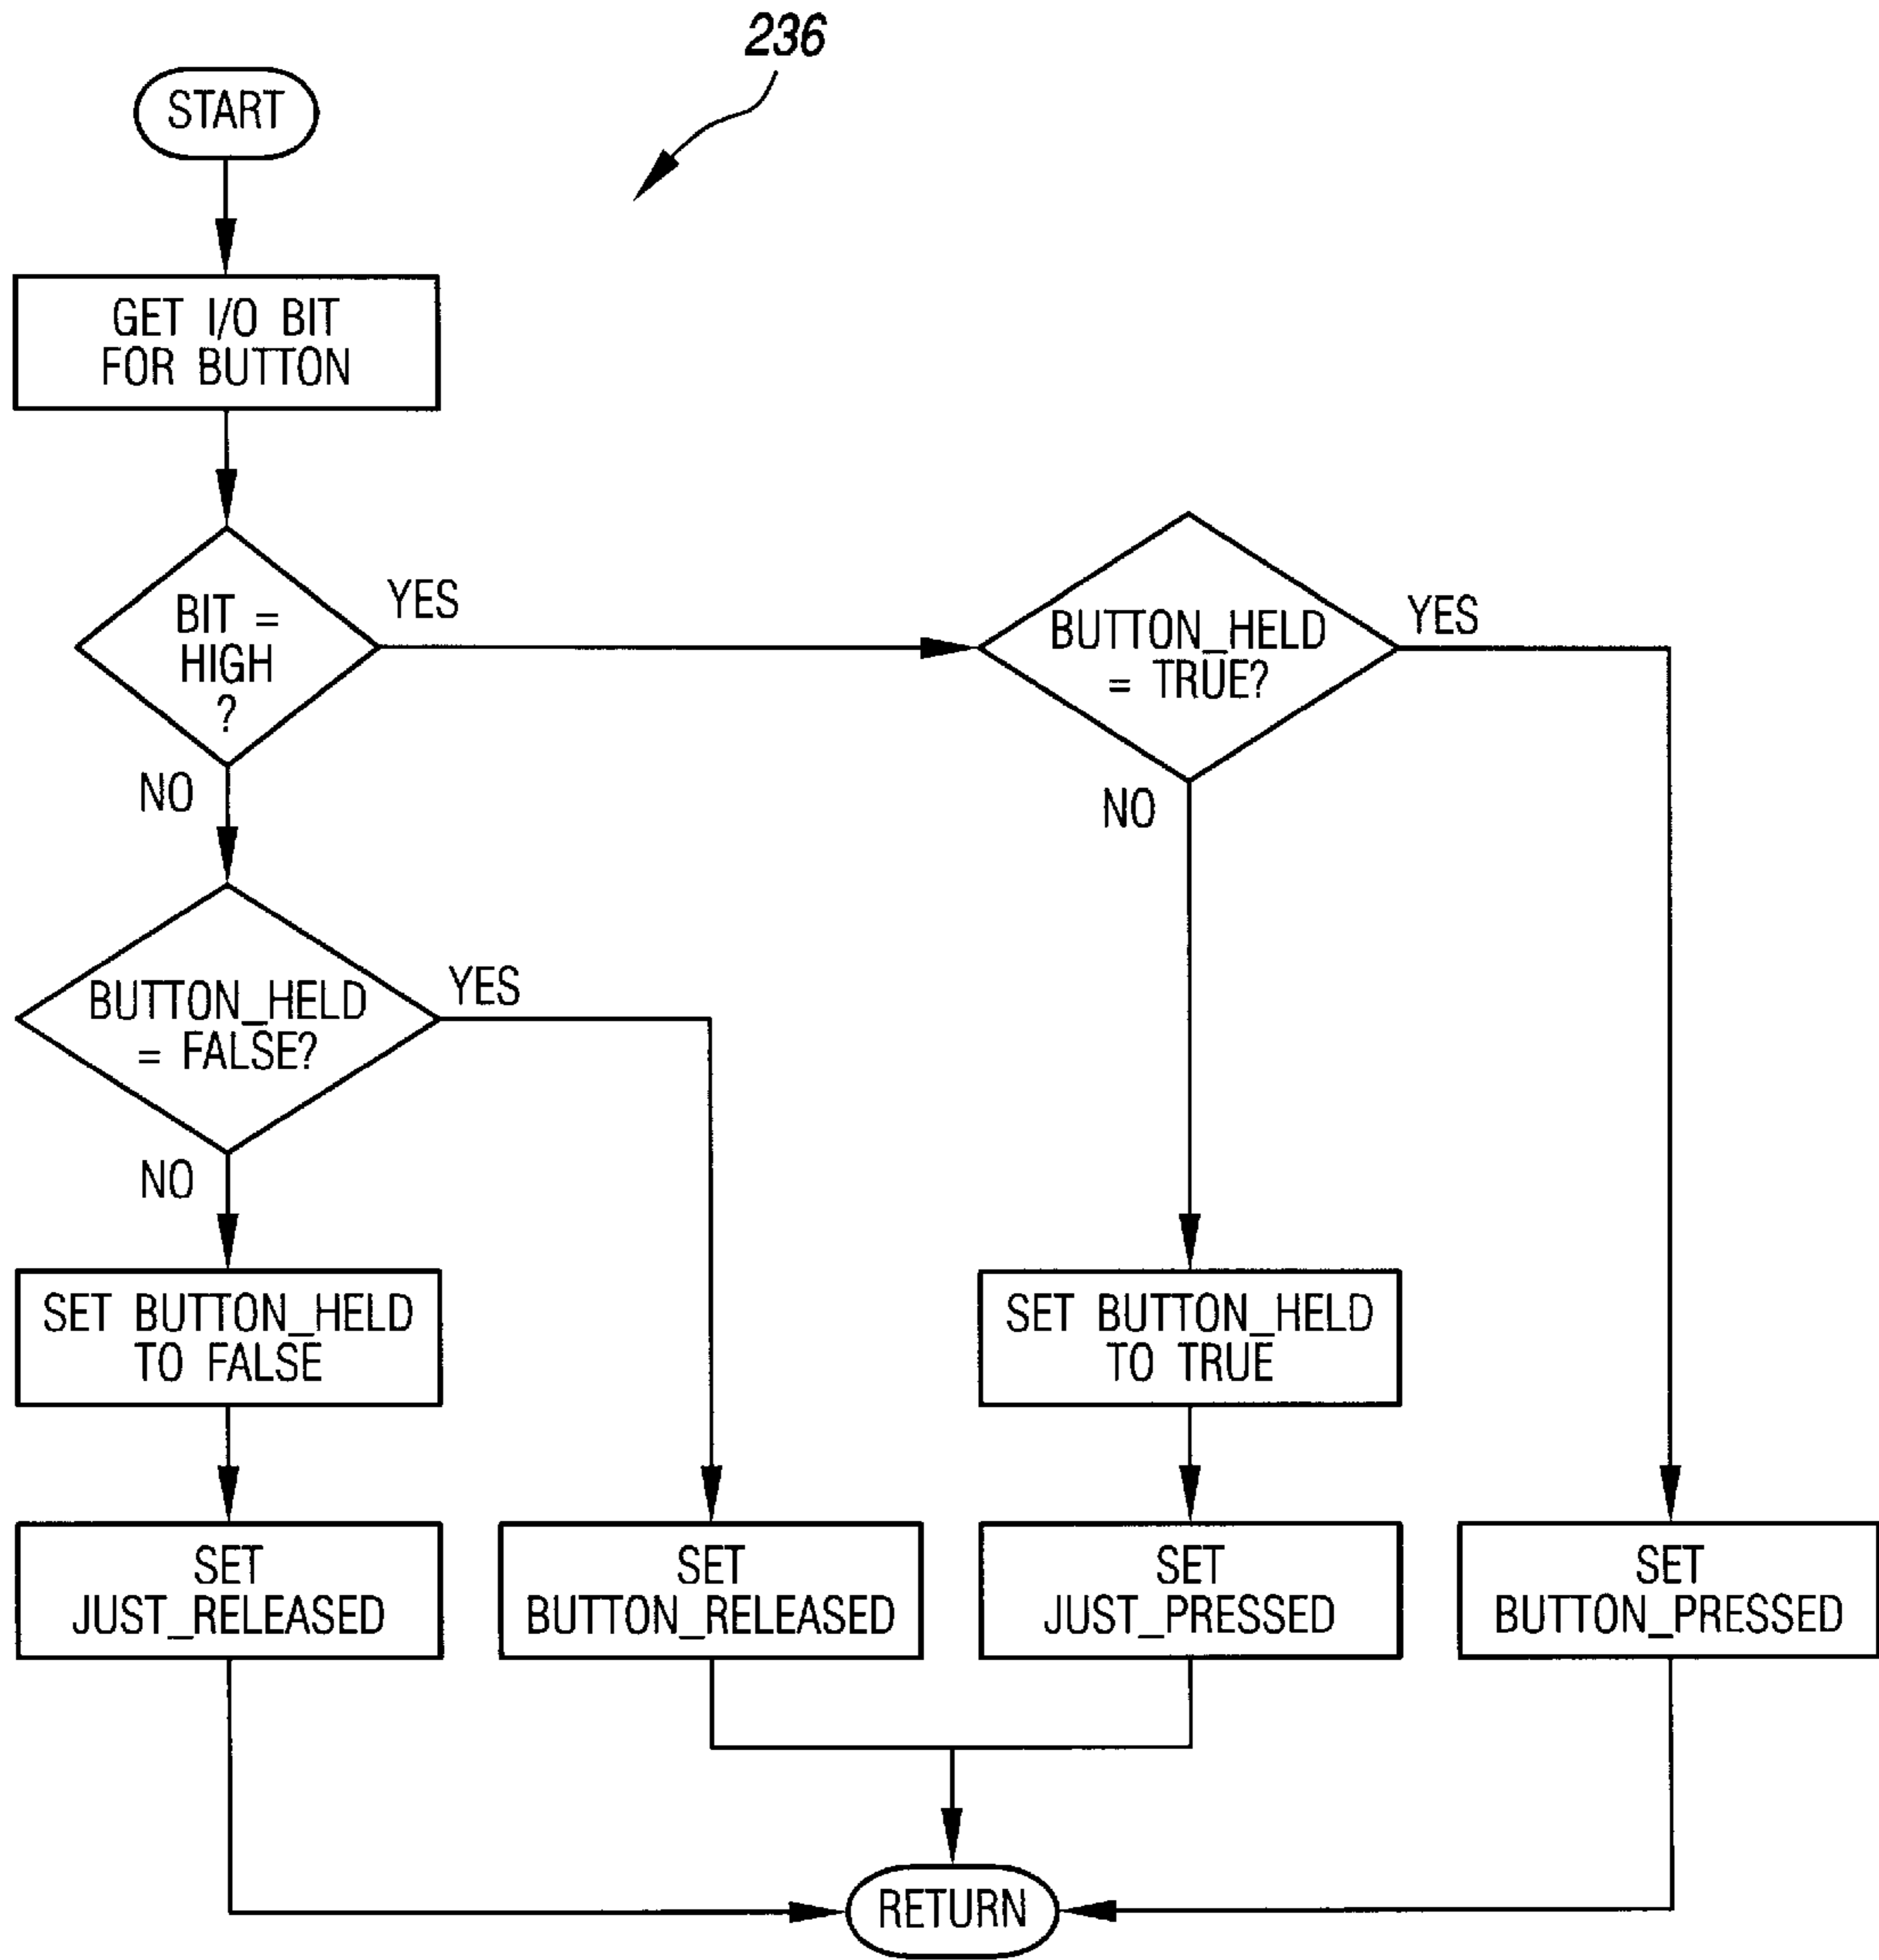 236
START
GET I/O BIT
FOR BUTTON
BIT =
HIGH
?
YES
NO
BUTTON_HELD
= TRUE?
YES
NO
BUTTON_HELD
= FALSE?
YES
NO
SET BUTTON_HELD
TO FALSE
SET BUTTON_HELD
TO TRUE
SET
JUST_RELEASED
SET
BUTTON_RELEASED
SET
JUST_PRESSED
SET
BUTTON_PRESSED
RETURN